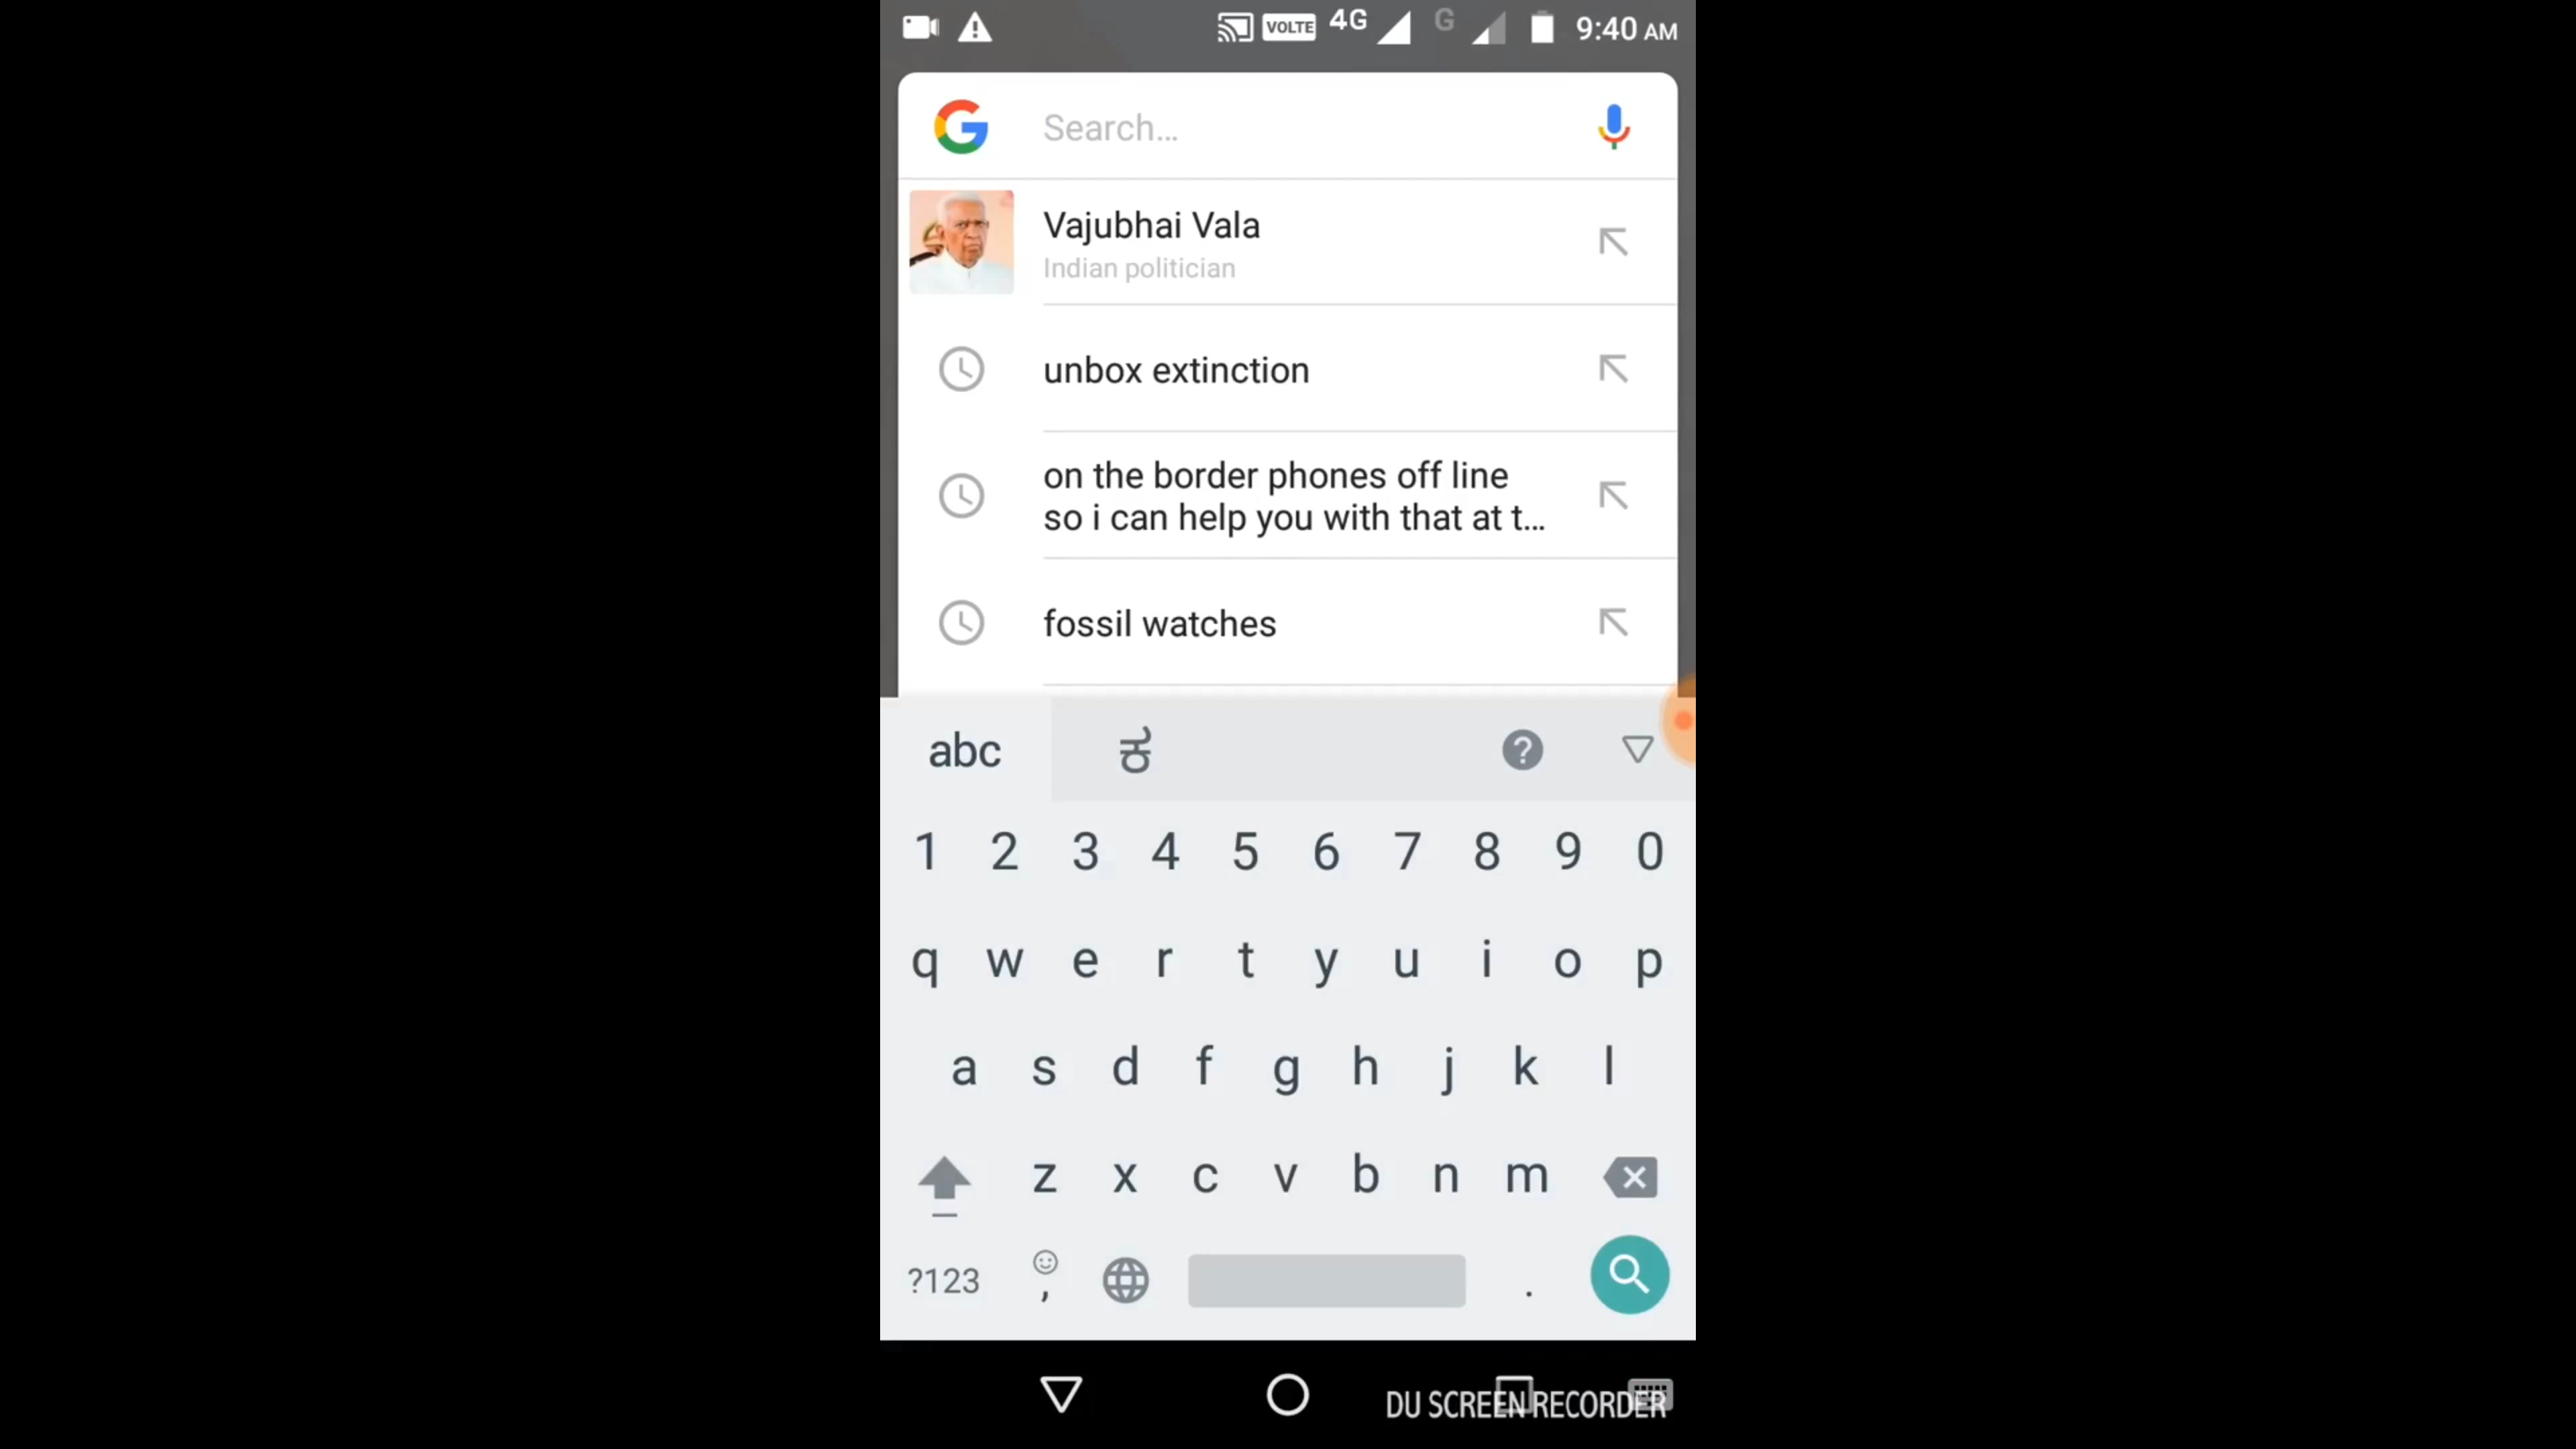 VOLTE 4G G 9:40 AM
Search...
Vajubhai Vala
Indian politician
unbox extinction
on the border phones off line
so i can help you with that at t...
fossil watches
abc ಕ ?
1 2 3 4 5 6 7 8 9 0
q w e r t y u i o p
a s d f g h j k l
z x c v b n m
?123 , .
DU SCREEN RECORDER